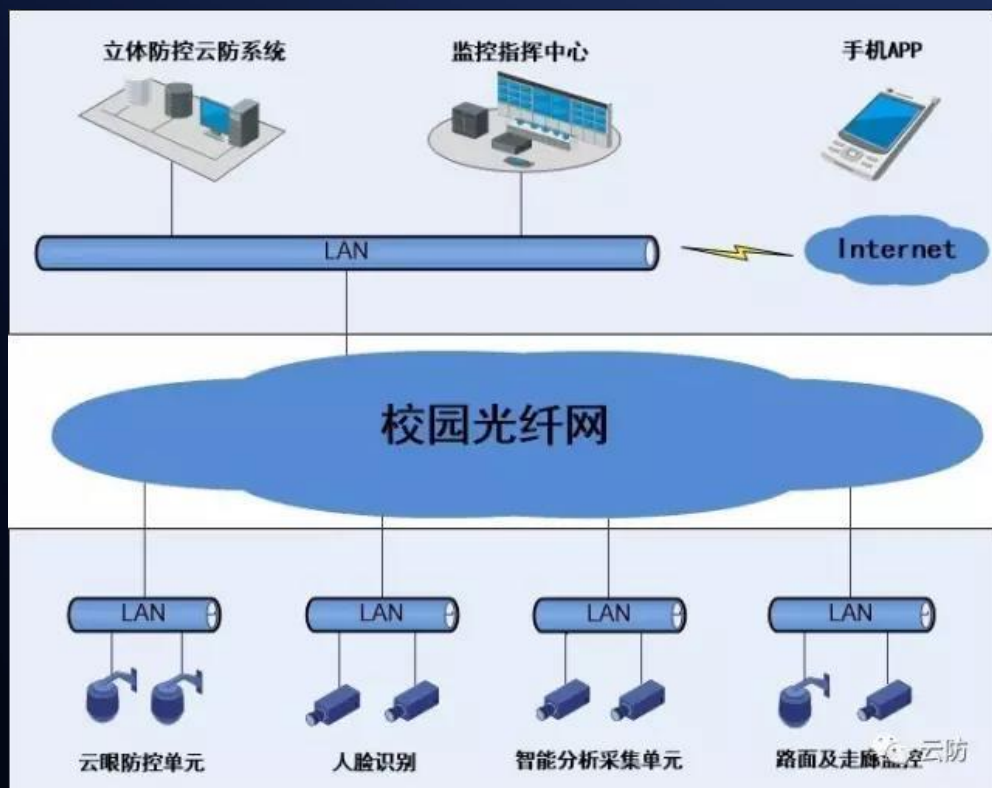 立体防控云防系统
监控指挥中心
手机APP
LAN
Internet
校园光纤网
LAN
LAN
LAN
LAN
云眼防控单元
人脸识别
智能分析采集单元
路面及走廊监控
云防